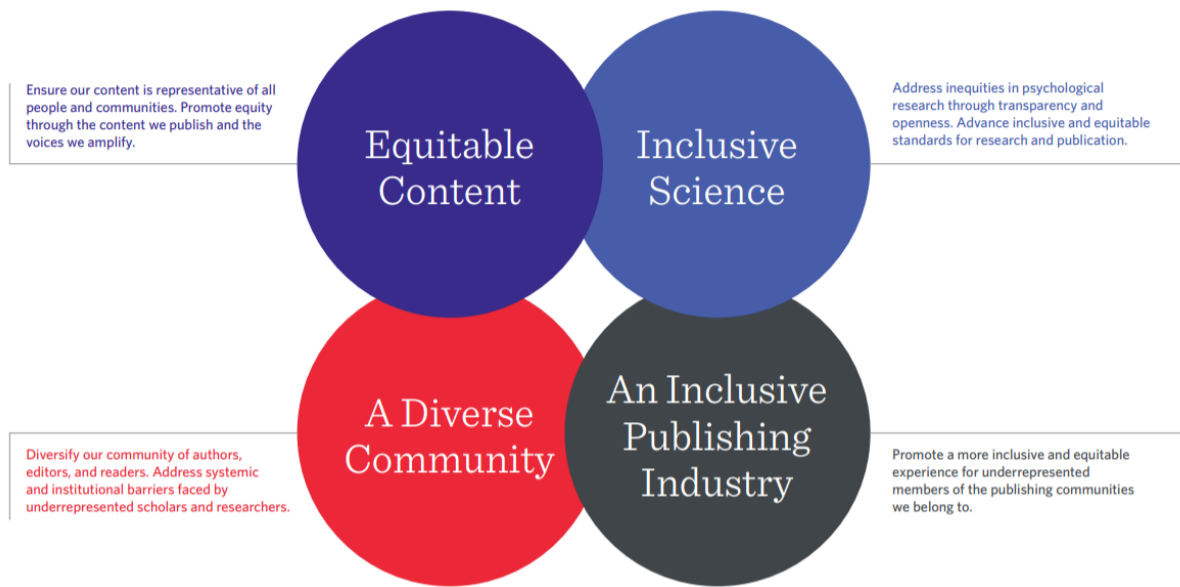 Ensure our content is representative of all
people and communities. Promote equity
through the content we publish and the
voices we amplify.
Equitable
Content
Inclusive
Science
Address inequities in psychological
research through transparency and
openness. Advance inclusive and equitable
standards for research and publication.
Diversify our community of authors,
editors, and readers. Address systemic
and institutional barriers faced by
underrepresented scholars and researchers.
A Diverse
Community
An Inclusive
Publishing
Industry
Promote a more inclusive and equitable
experience for underrepresented
members of the publishing communities
we belong to.